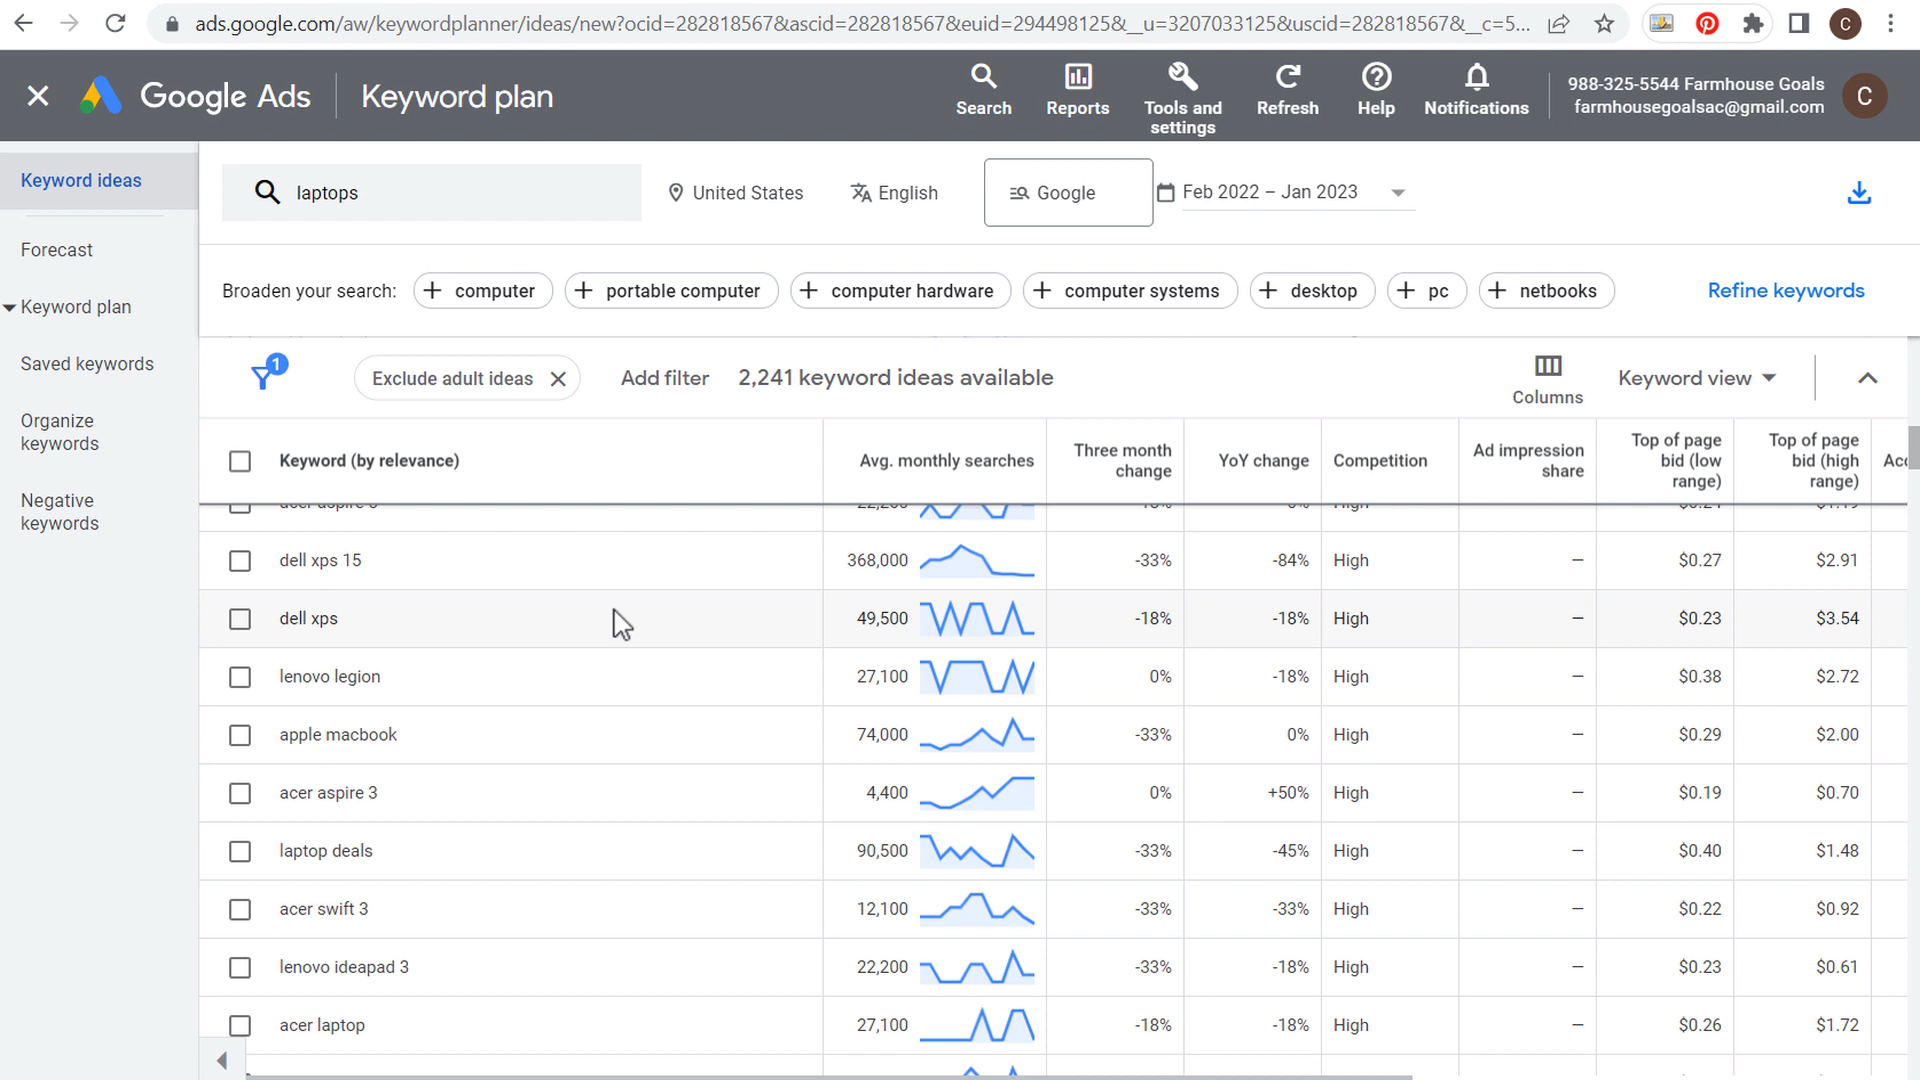 ads.google.com/aw/keywordplanner/ideas/new?ocid=282818567&ascid=282818567&euid=294498125&__u=3207033125&uscid=282818567&__c=5...
C
Google Ads
Keyword plan
Search
Reports
Tools and
settings
Refresh
Help
Notifications
988-325-5544 Farmhouse Goals
farmhousegoalsac@gmail.com
C
Keyword ideas
Forecast
Keyword plan
Saved keywords
Organize
keywords
Negative
keywords
laptops
United States
English
Google
Feb 2022 – Jan 2023
Broaden your search:
computer
portable computer
computer hardware
computer systems
desktop
pc
netbooks
Refine keywords
1
Exclude adult ideas
Add filter
2,241 keyword ideas available
Columns
Keyword view
Keyword (by relevance)
Avg. monthly searches
Three month
change
YoY change
Competition
Ad impression
share
Top of page
bid (low
range)
Top of page
bid (high
range)
Acc
dell xps 15 368,000 -33% -84% High – $0.27 $2.91
dell xps 49,500 -18% -18% High – $0.23 $3.54
lenovo legion 27,100 0% -18% High – $0.38 $2.72
apple macbook 74,000 -33% 0% High – $0.29 $2.00
acer aspire 3 4,400 0% +50% High – $0.19 $0.70
laptop deals 90,500 -33% -45% High – $0.40 $1.48
acer swift 3 12,100 -33% -33% High – $0.22 $0.92
lenovo ideapad 3 22,200 -33% -18% High – $0.23 $0.61
acer laptop 27,100 -18% -18% High – $0.26 $1.72